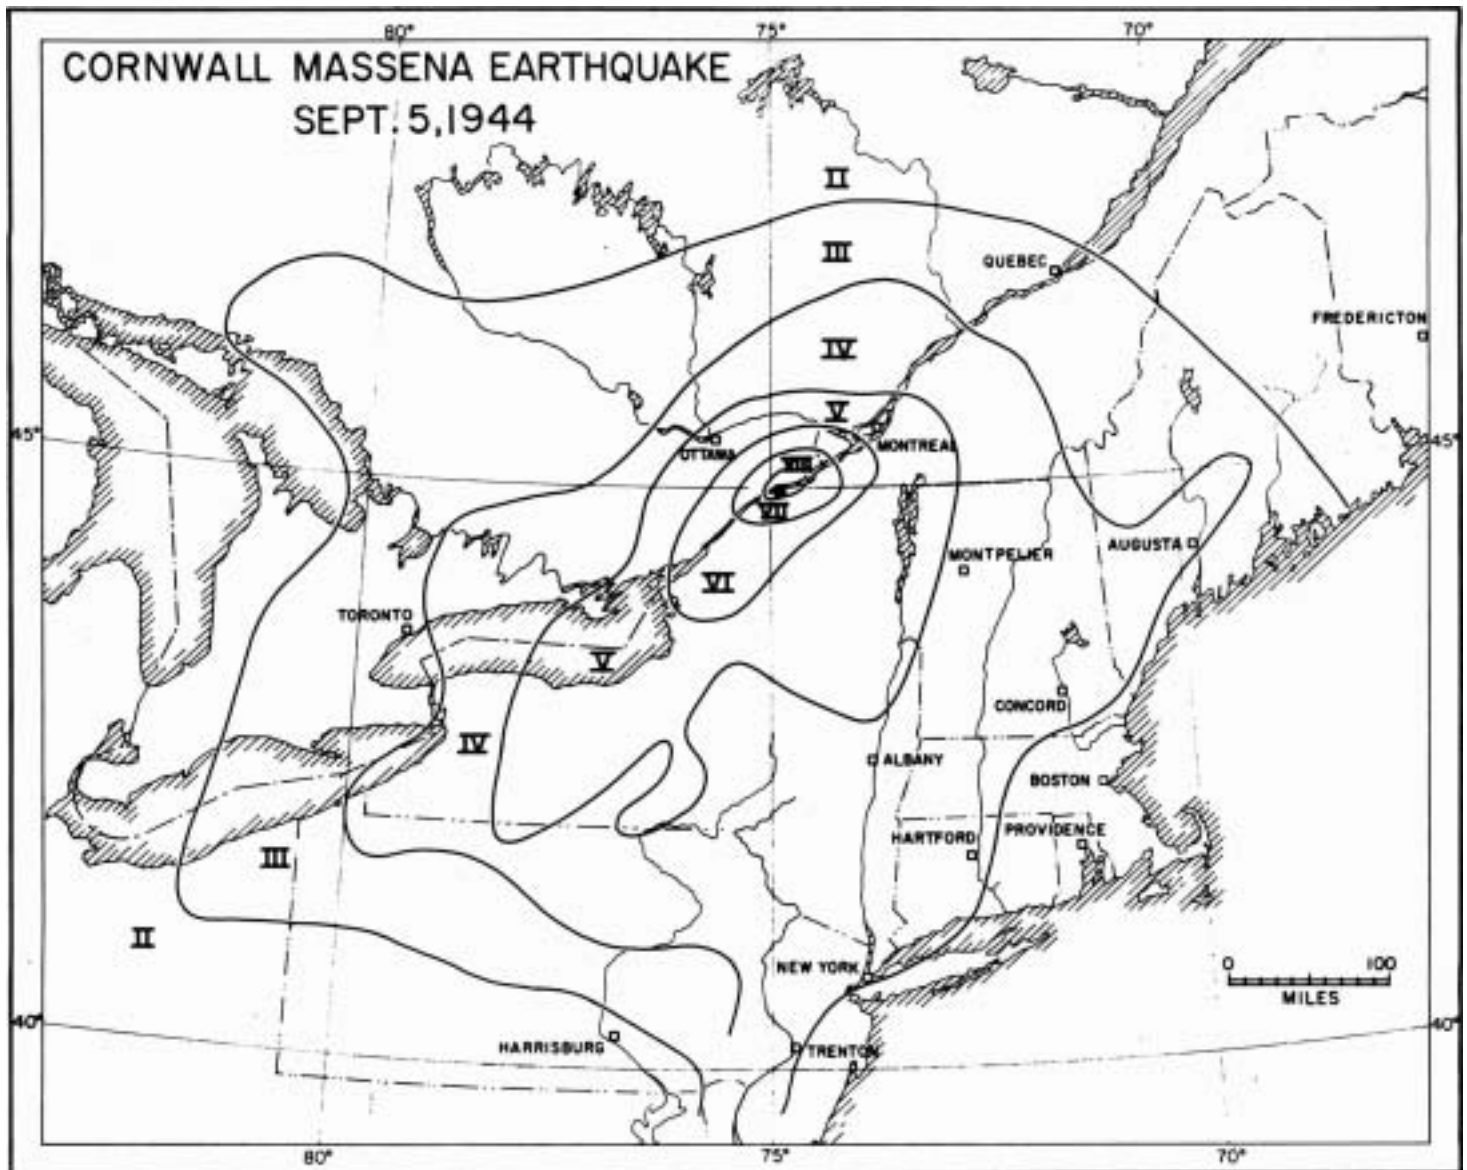 80° 75° 70°
CORNWALL MASSENA EARTHQUAKE
SEPT. 5, 1944
II
III
QUEBEC
FREDERICTON
IV
V
45° 45°
OTTAWA
MONTREAL
VIII
VII
AUGUSTA
MONTPELIER
VI
TORONTO
V
CONCORD
IV
ALBANY
BOSTON
HARTFORD
PROVIDENCE
III
II
NEW YORK
0 100
MILES
40° 40°
HARRISBURG
TRENTON
80° 75° 70°